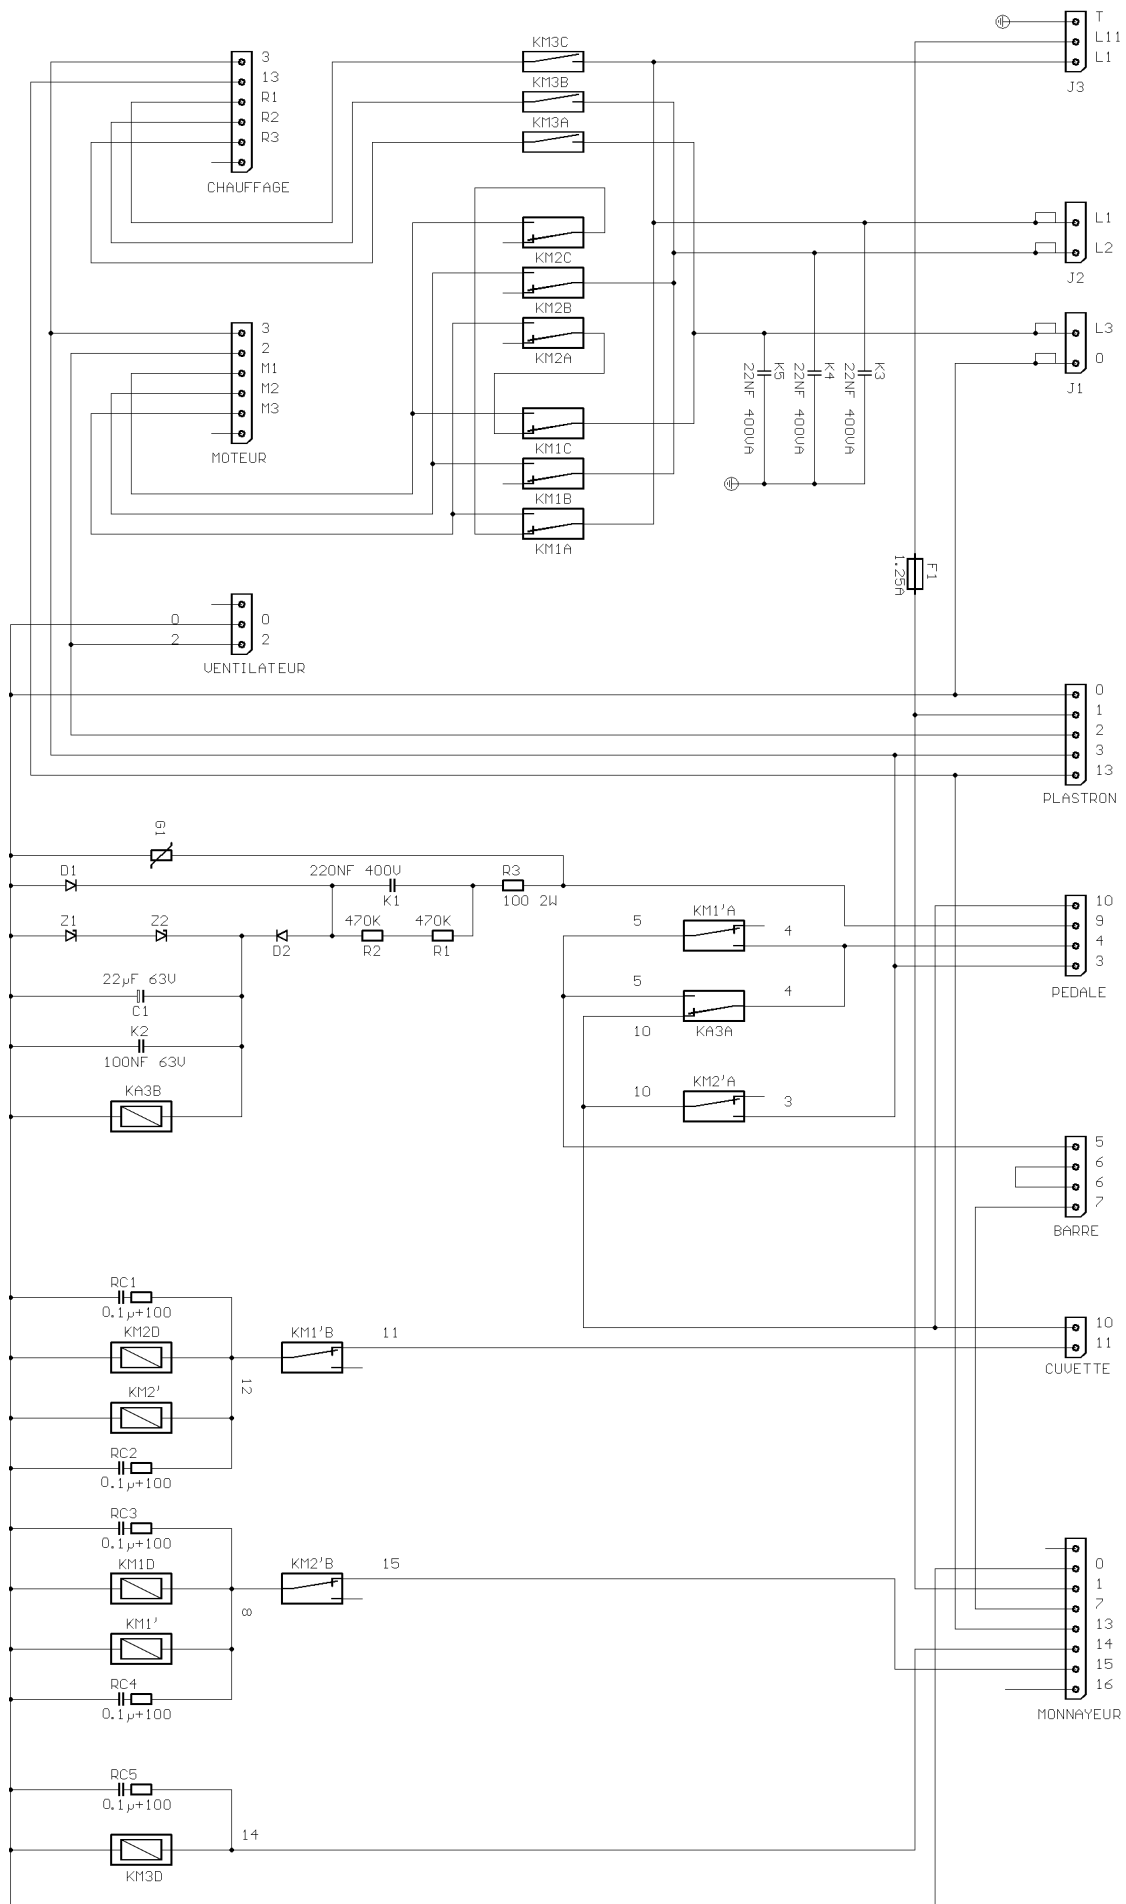 T
L11
L1
J3
KM3C
KM3B
KM3A
3
13
R1
R2
R3
CHAUFFAGE
L1
L2
J2
KM2C
KM2B
KM2A
L3
0
J1
3
2
M1
M2
M3
MOTEUR
K5
22NF 400VA
K4
22NF 400VA
K3
22NF 400VA
KM1C
KM1B
KM1A
F1
1.25A
0
2
0
2
VENTILATEUR
0
1
2
3
13
PLASTRON
G1
D1
220NF 400V
K1
R3
100 2W
Z1
Z2
D2
470K
R2
470K
R1
5
KM1'A
4
10
9
4
3
PEDALE
22µF 63V
C1
5
4
10
KA3A
K2
100NF 63V
KA3B
10
KM2'A
3
5
6
6
7
BARRE
RC1
0.1µ+100
KM2D
KM1'B
11
12
10
11
CUVETTE
KM2'
RC2
0.1µ+100
RC3
0.1µ+100
KM1D
KM2'B
15
8
KM1'
RC4
0.1µ+100
0
1
7
13
14
15
16
MONNAYEUR
RC5
0.1µ+100
14
KM3D